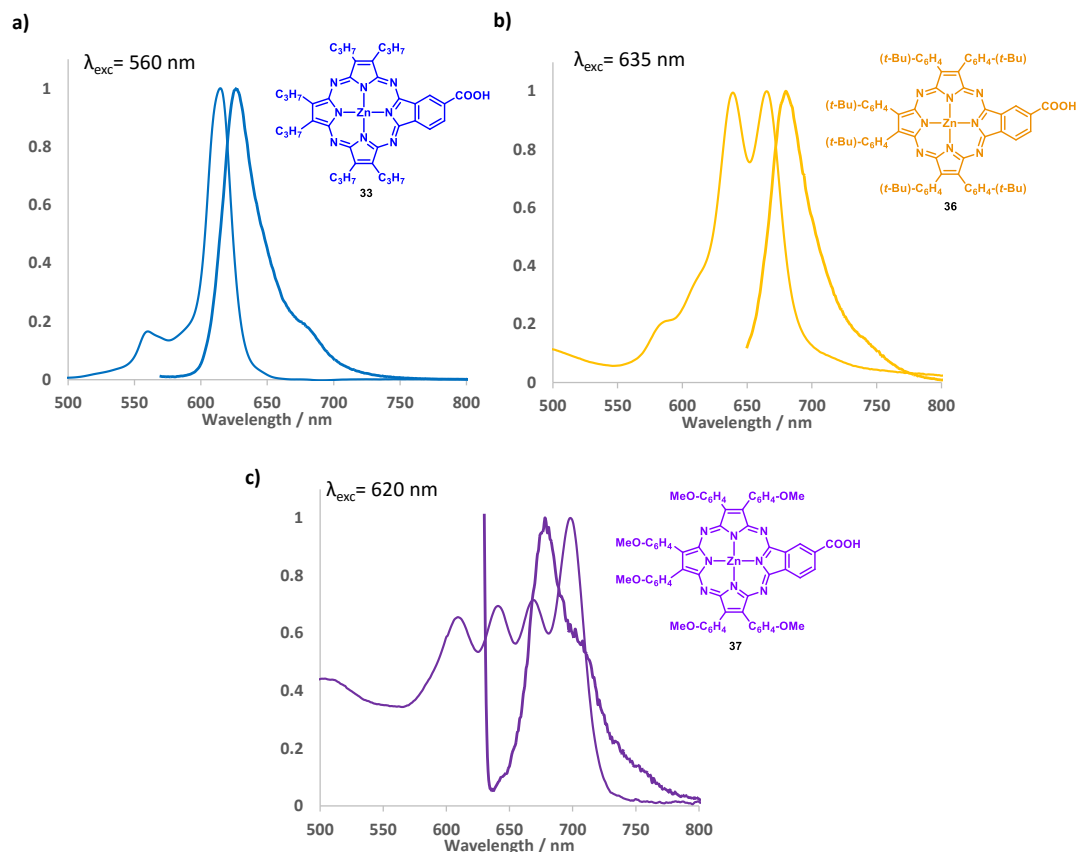 a)
λexc= 560 nm
C3H7 C3H7
C3H7
C3H7
C3H7 C3H7
N N
N
N Zn N
N
N N
COOH
33
1
0.8
0.6
0.4
0.2
0
500 550 600 650 700 750 800
Wavelength / nm
b)
λexc= 635 nm
(t-Bu)-C6H4 C6H4-(t-Bu)
(t-Bu)-C6H4
(t-Bu)-C6H4
(t-Bu)-C6H4 C6H4-(t-Bu)
N N
N
N Zn N
N
N N
COOH
36
1
0.8
0.6
0.4
0.2
0
500 550 600 650 700 750 800
Wavelength / nm
c)
λexc= 620 nm
MeO-C6H4 C6H4-OMe
MeO-C6H4
MeO-C6H4
MeO-C6H4 C6H4-OMe
N N
N
N Zn N
N
N N
COOH
37
1
0.8
0.6
0.4
0.2
0
500 550 600 650 700 750 800
Wavelength / nm